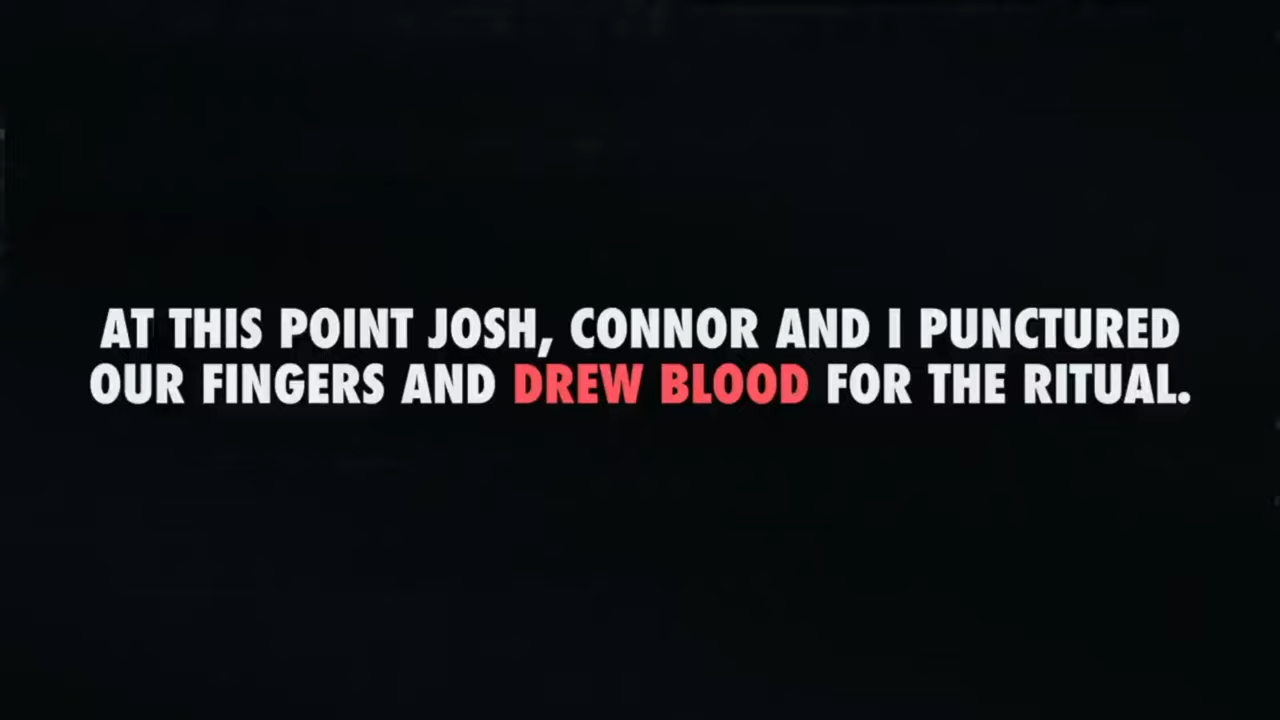 AT THIS POINT JOSH, CONNOR AND I PUNCTURED
OUR FINGERS AND DREW BLOOD FOR THE RITUAL.